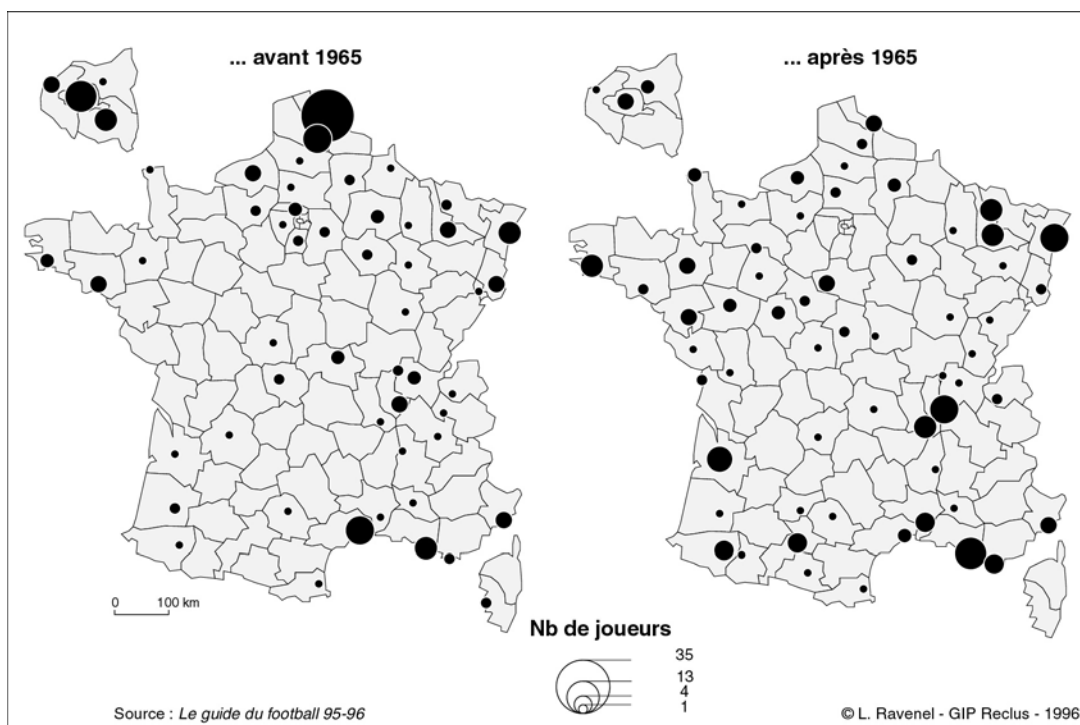 ... avant 1965
... après 1965
0 100 km
Nb de joueurs
35
13
4
1
Source : Le guide du football 95-96
© L. Ravenel - GIP Reclus - 1996